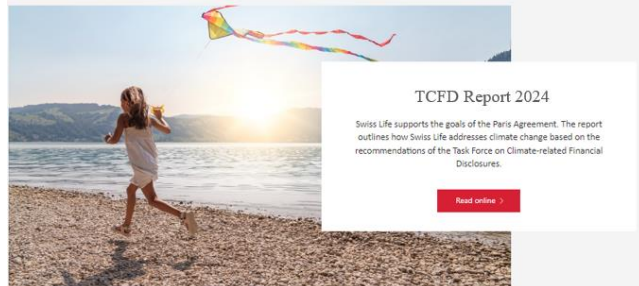 TCFD Report 2024
Swiss Life supports the goals of the Paris Agreement. The report
outlines how Swiss Life addresses climate change based on the
recommendations of the Task Force on Climate-related Financial
Disclosures.
Read online >